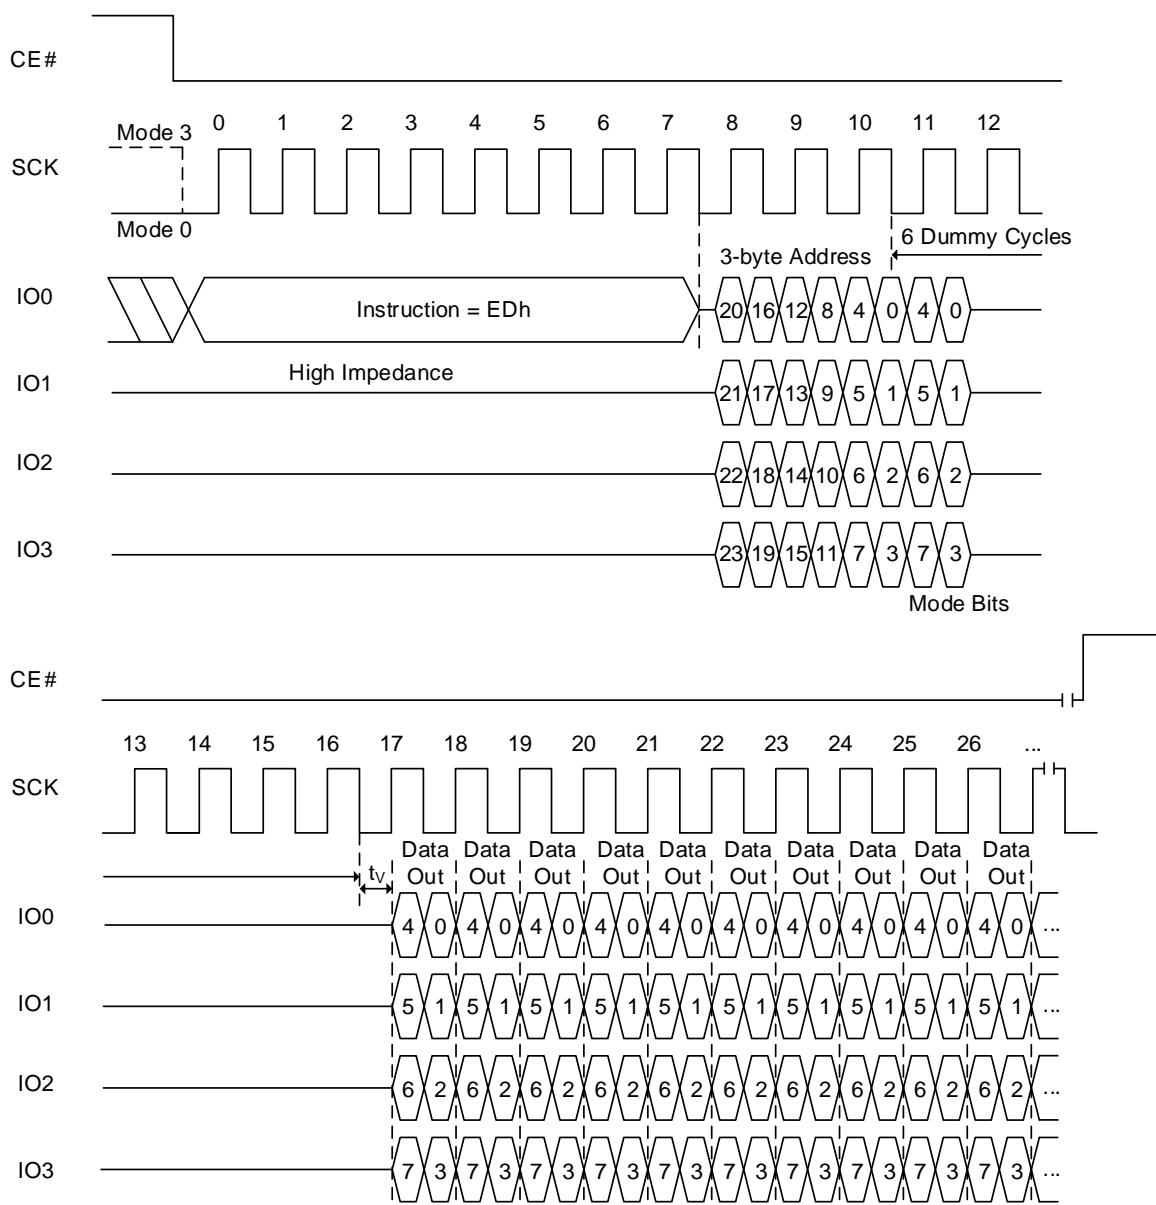 CE#
Mode 3 0 1 2 3 4 5 6 7 8 9 10 11 12
SCK
Mode 0
6 Dummy Cycles
3-byte Address
IO0 Instruction = EDh 20 16 12 8 4 0 4 0
High Impedance
IO1 21 17 13 9 5 1 5 1
IO2 22 18 14 10 6 2 6 2
IO3 23 19 15 11 7 3 7 3
Mode Bits
CE#
13 14 15 16 17 18 19 20 21 22 23 24 25 26 ...
SCK
Data Data Data Data Data Data Data Data Data Data
tV Out Out Out Out Out Out Out Out Out Out
IO0 4 0 4 0 4 0 4 0 4 0 4 0 4 0 4 0 4 0 4 0 ...
IO1 5 1 5 1 5 1 5 1 5 1 5 1 5 1 5 1 5 1 5 1 ...
IO2 6 2 6 2 6 2 6 2 6 2 6 2 6 2 6 2 6 2 6 2 ...
IO3 7 3 7 3 7 3 7 3 7 3 7 3 7 3 7 3 7 3 7 3 ...